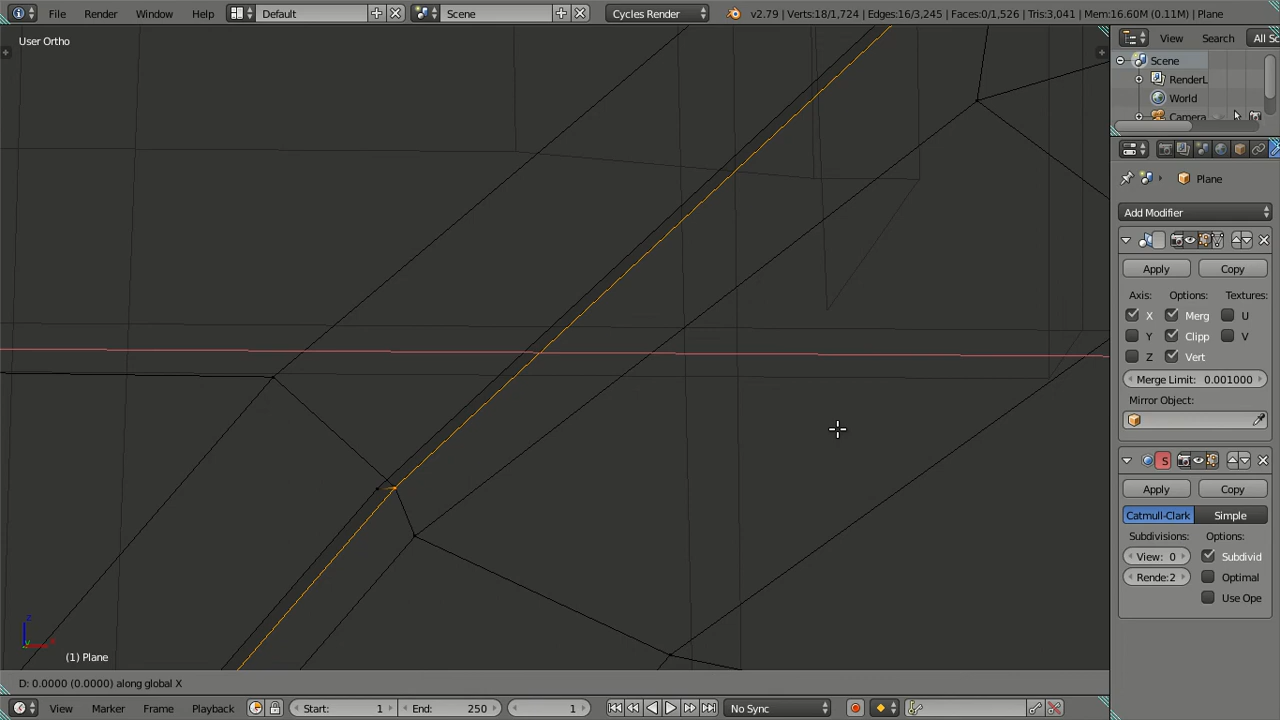 File Render Window Help Default Scene Cycles Render v2.79 | Verts:18/1,724 | Edges:16/3,245 | Faces:0/1,526 | Tris:3,041 | Mem:16.60M (0.11M) | Plane
User Ortho
View Search All Sc
Scene
RenderL
World
Camera
Plane
Add Modifier
Apply Copy
Axis: Options: Textures:
X Merg U
Y Clipp V
Z Vert
Merge Limit: 0.001000
Mirror Object:
S
Apply Copy
Catmull-Clark Simple
Subdivisions: Options:
View: 0 Subdivid
Rende:2 Optimal
Use Ope
z
x
(1) Plane
D: 0.0000 (0.0000) along global X
View Marker Frame Playback Start: 1 End: 250 1 No Sync